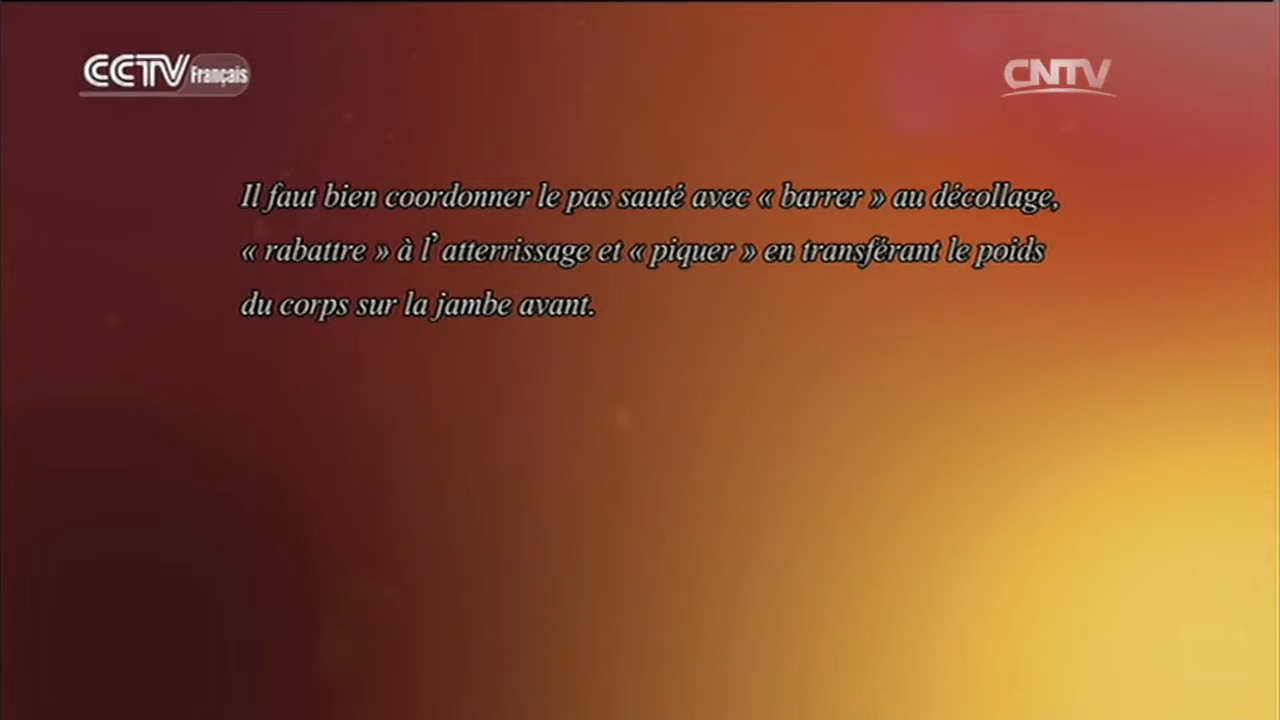 CCTV Français
CNTV
Il faut bien coordonner le pas sauté avec « barrer » au décollage,
« rabattre » à l’atterrissage et « piquer » en transférant le poids
du corps sur la jambe avant.